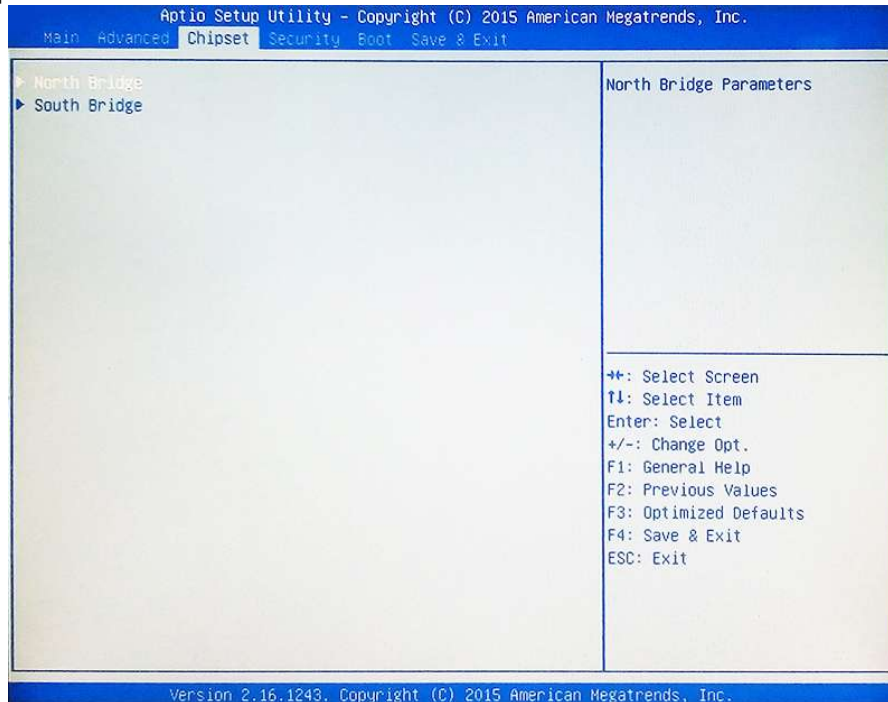 Aptio Setup Utility – Copyright (C) 2015 American Megatrends, Inc.
Main Advanced Chipset Security Boot Save & Exit
▶ North Bridge
▶ South Bridge
North Bridge Parameters
→←: Select Screen
↑↓: Select Item
Enter: Select
+/-: Change Opt.
F1: General Help
F2: Previous Values
F3: Optimized Defaults
F4: Save & Exit
ESC: Exit
Version 2.16.1243. Copyright (C) 2015 American Megatrends, Inc.